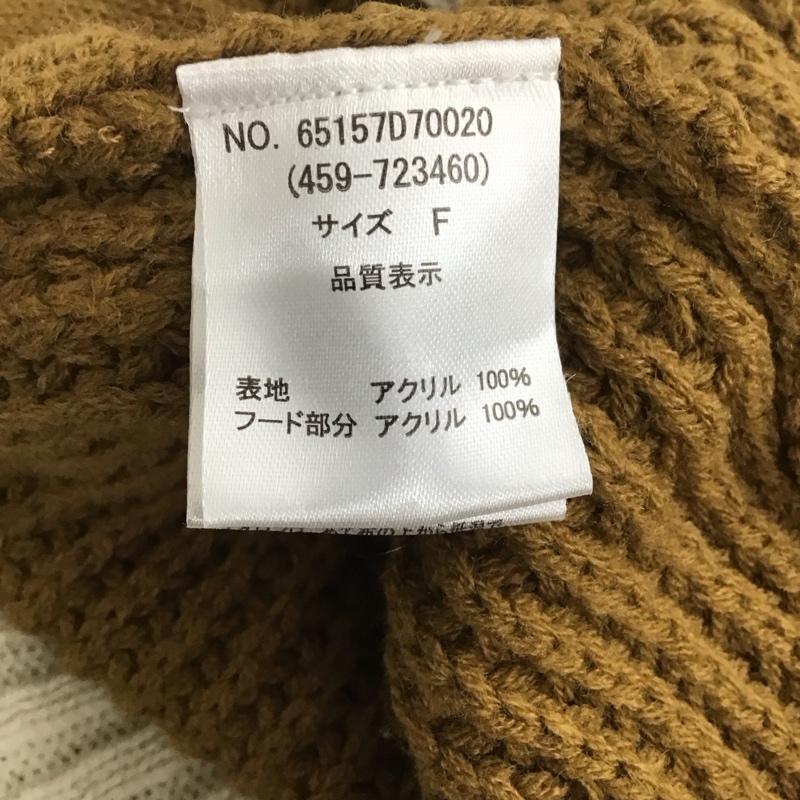 NO. 65157D70020
(459-723460)
サイズ F
品質表示
表地 アクリル 100%
フード部分 アクリル 100%